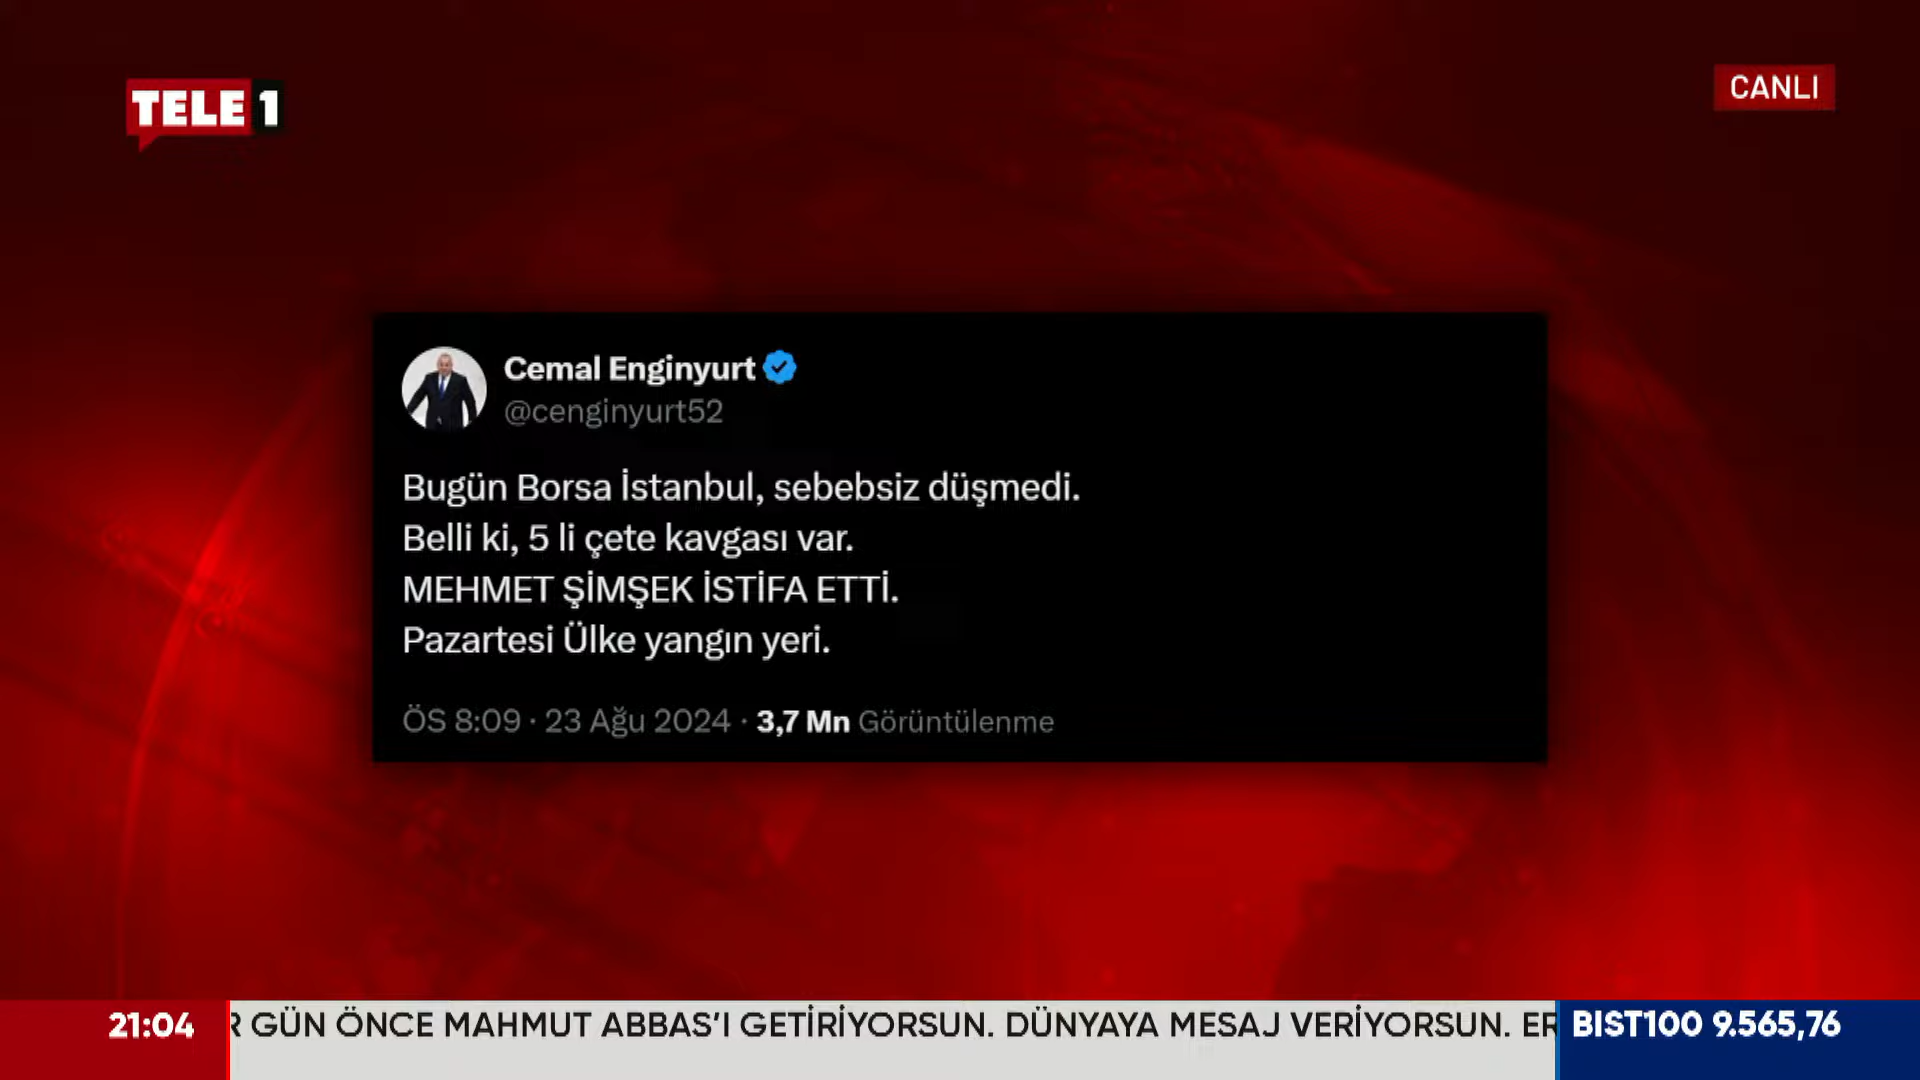 TELE 1
CANLI
Cemal Enginyurt
@cenginyurt52
Bugün Borsa İstanbul, sebebsiz düşmedi.
Belli ki, 5 li çete kavgası var.
MEHMET ŞİMŞEK İSTİFA ETTİ.
Pazartesi Ülke yangın yeri.
ÖS 8:09 · 23 Ağu 2024 · 3,7 Mn Görüntülenme
21:04
R GÜN ÖNCE MAHMUT ABBAS'I GETİRİYORSUN. DÜNYAYA MESAJ VERİYORSUN. ER
BIST100 9.565,76